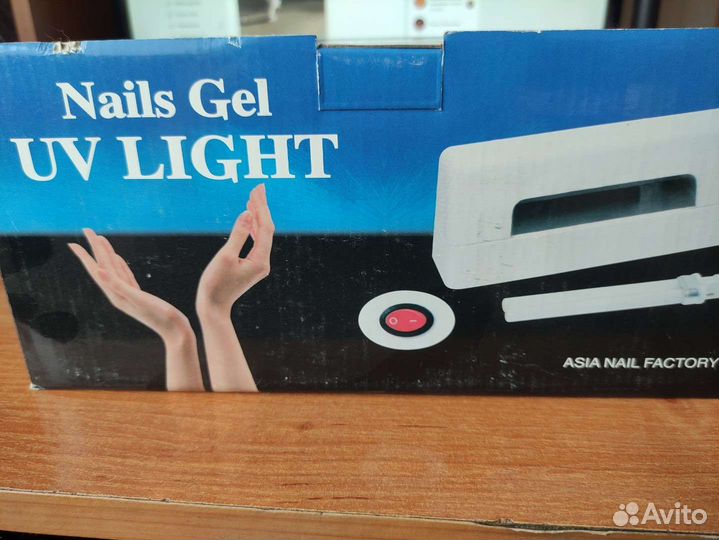 Nails Gel
UV LIGHT
ASIA NAIL FACTORY
Avito